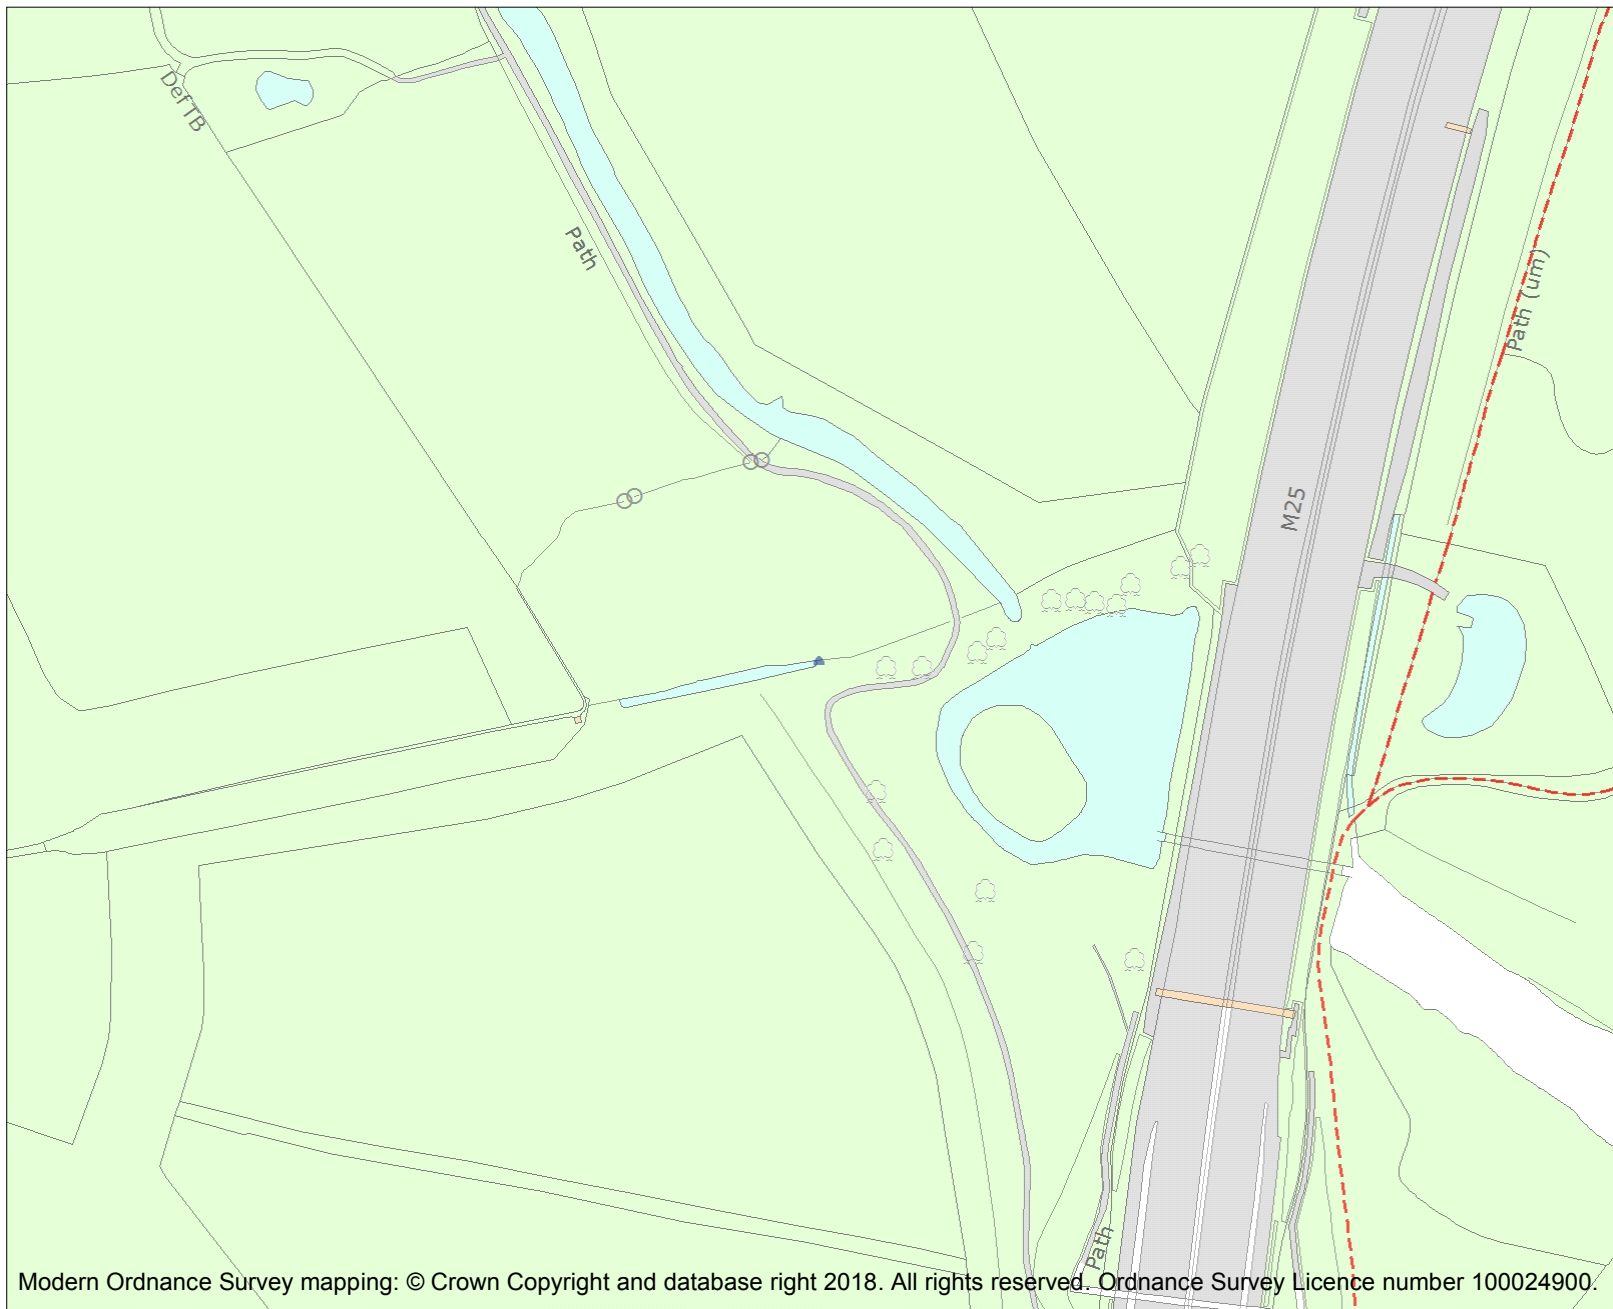 Def TB
Path
Path (um)
M25
Path
Modern Ordnance Survey mapping: © Crown Copyright and database right 2018. All rights reserved. Ordnance Survey Licence number 100024900.